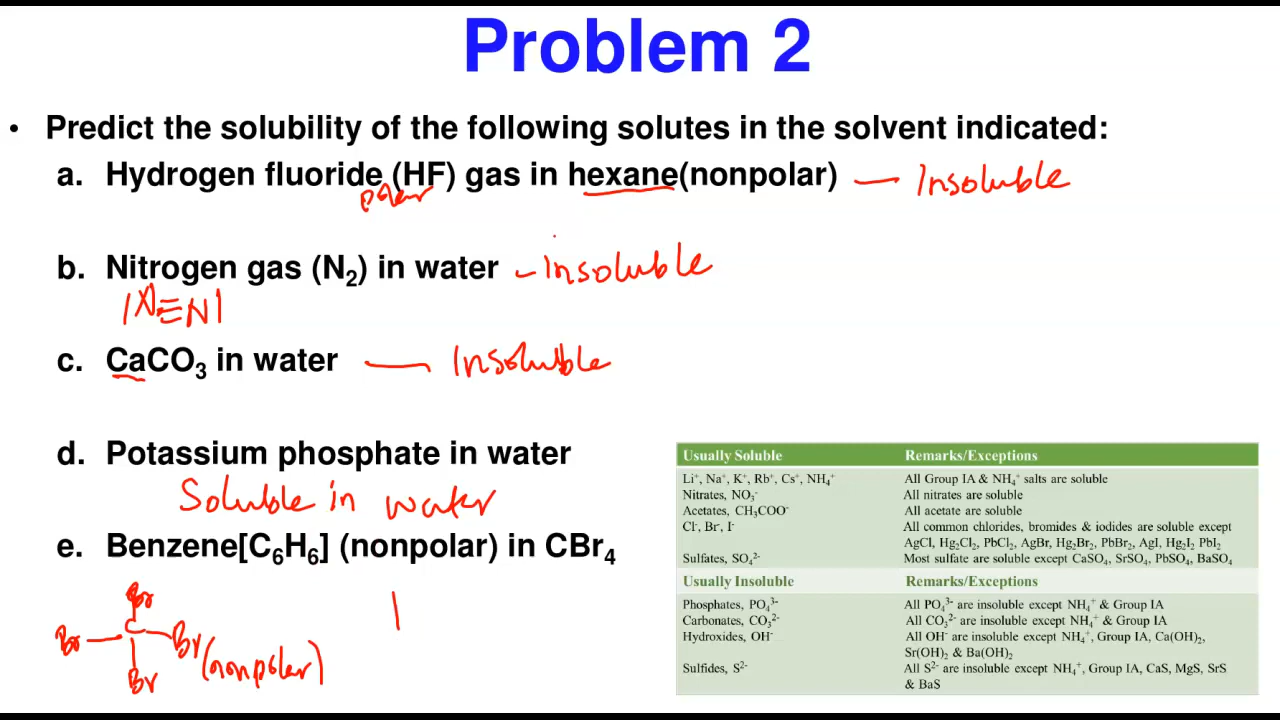 Problem 2
• Predict the solubility of the following solutes in the solvent indicated:
a. Hydrogen fluoride (HF) gas in hexane(nonpolar) — Insoluble
polar
b. Nitrogen gas (N₂) in water - insoluble
|N≡N|
c. CaCO₃ in water — Insoluble
d. Potassium phosphate in water
Soluble in water
e. Benzene[C₆H₆] (nonpolar) in CBr₄
Br
Br C Br
Br
(nonpolar)
Usually Soluble Remarks/Exceptions
Li⁺, Na⁺, K⁺, Rb⁺, Cs⁺, NH₄⁺ All Group IA & NH₄⁺ salts are soluble
Nitrates, NO₃⁻ All nitrates are soluble
Acetates, CH₃COO⁻ All acetate are soluble
Cl⁻, Br⁻, I⁻ All common chlorides, bromides & iodides are soluble except
AgCl, Hg₂Cl₂, PbCl₂, AgBr, Hg₂Br₂, PbBr₂, AgI, Hg₂I₂ PbI₂
Sulfates, SO₄²⁻ Most sulfate are soluble except CaSO₄, SrSO₄, PbSO₄, BaSO₄
Usually Insoluble Remarks/Exceptions
Phosphates, PO₄³⁻ All PO₄³⁻ are insoluble except NH₄⁺ & Group IA
Carbonates, CO₃²⁻ All CO₃²⁻ are insoluble except NH₄⁺ & Group IA
Hydroxides, OH⁻ All OH⁻ are insoluble except NH₄⁺, Group IA, Ca(OH)₂,
Sr(OH)₂ & Ba(OH)₂
Sulfides, S²⁻ All S²⁻ are insoluble except NH₄⁺, Group IA, CaS, MgS, SrS
& BaS